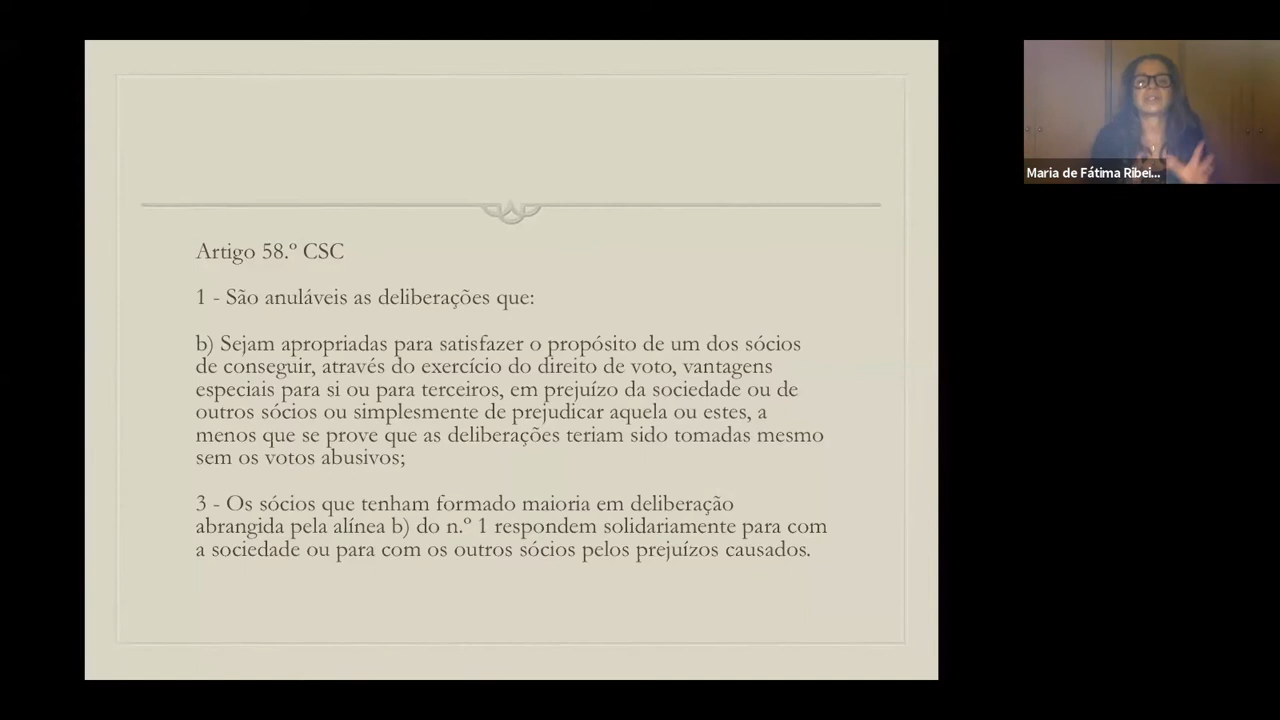 Artigo 58.º CSC
1 - São anuláveis as deliberações que:
b) Sejam apropriadas para satisfazer o propósito de um dos sócios
de conseguir, através do exercício do direito de voto, vantagens
especiais para si ou para terceiros, em prejuízo da sociedade ou de
outros sócios ou simplesmente de prejudicar aquela ou estes, a
menos que se prove que as deliberações teriam sido tomadas mesmo
sem os votos abusivos;
3 - Os sócios que tenham formado maioria em deliberação
abrangida pela alínea b) do n.º 1 respondem solidariamente para com
a sociedade ou para com os outros sócios pelos prejuízos causados.
Maria de Fátima Ribei...